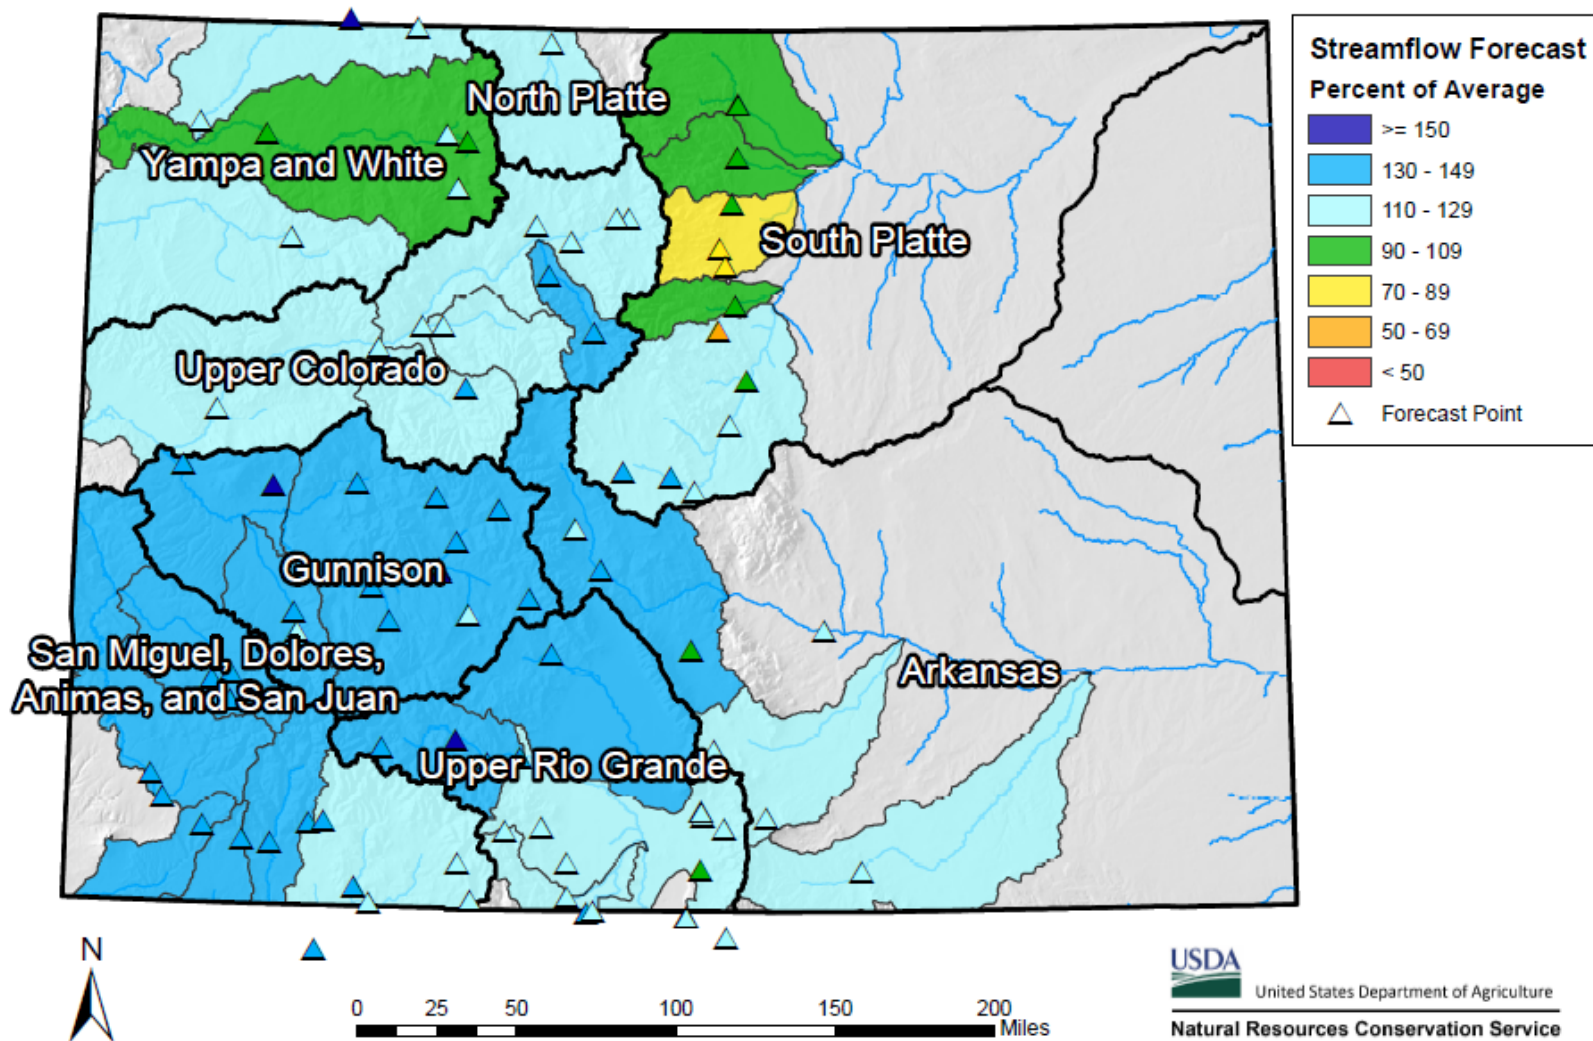 Streamflow Forecast
Percent of Average
>= 150
130 - 149
110 - 129
90 - 109
70 - 89
50 - 69
< 50
Forecast Point
North Platte
Yampa and White
South Platte
Upper Colorado
Gunnison
San Miguel, Dolores,
Animas, and San Juan
Arkansas
Upper Rio Grande
N
0 25 50 100 150 200
Miles
USDA
United States Department of Agriculture
Natural Resources Conservation Service